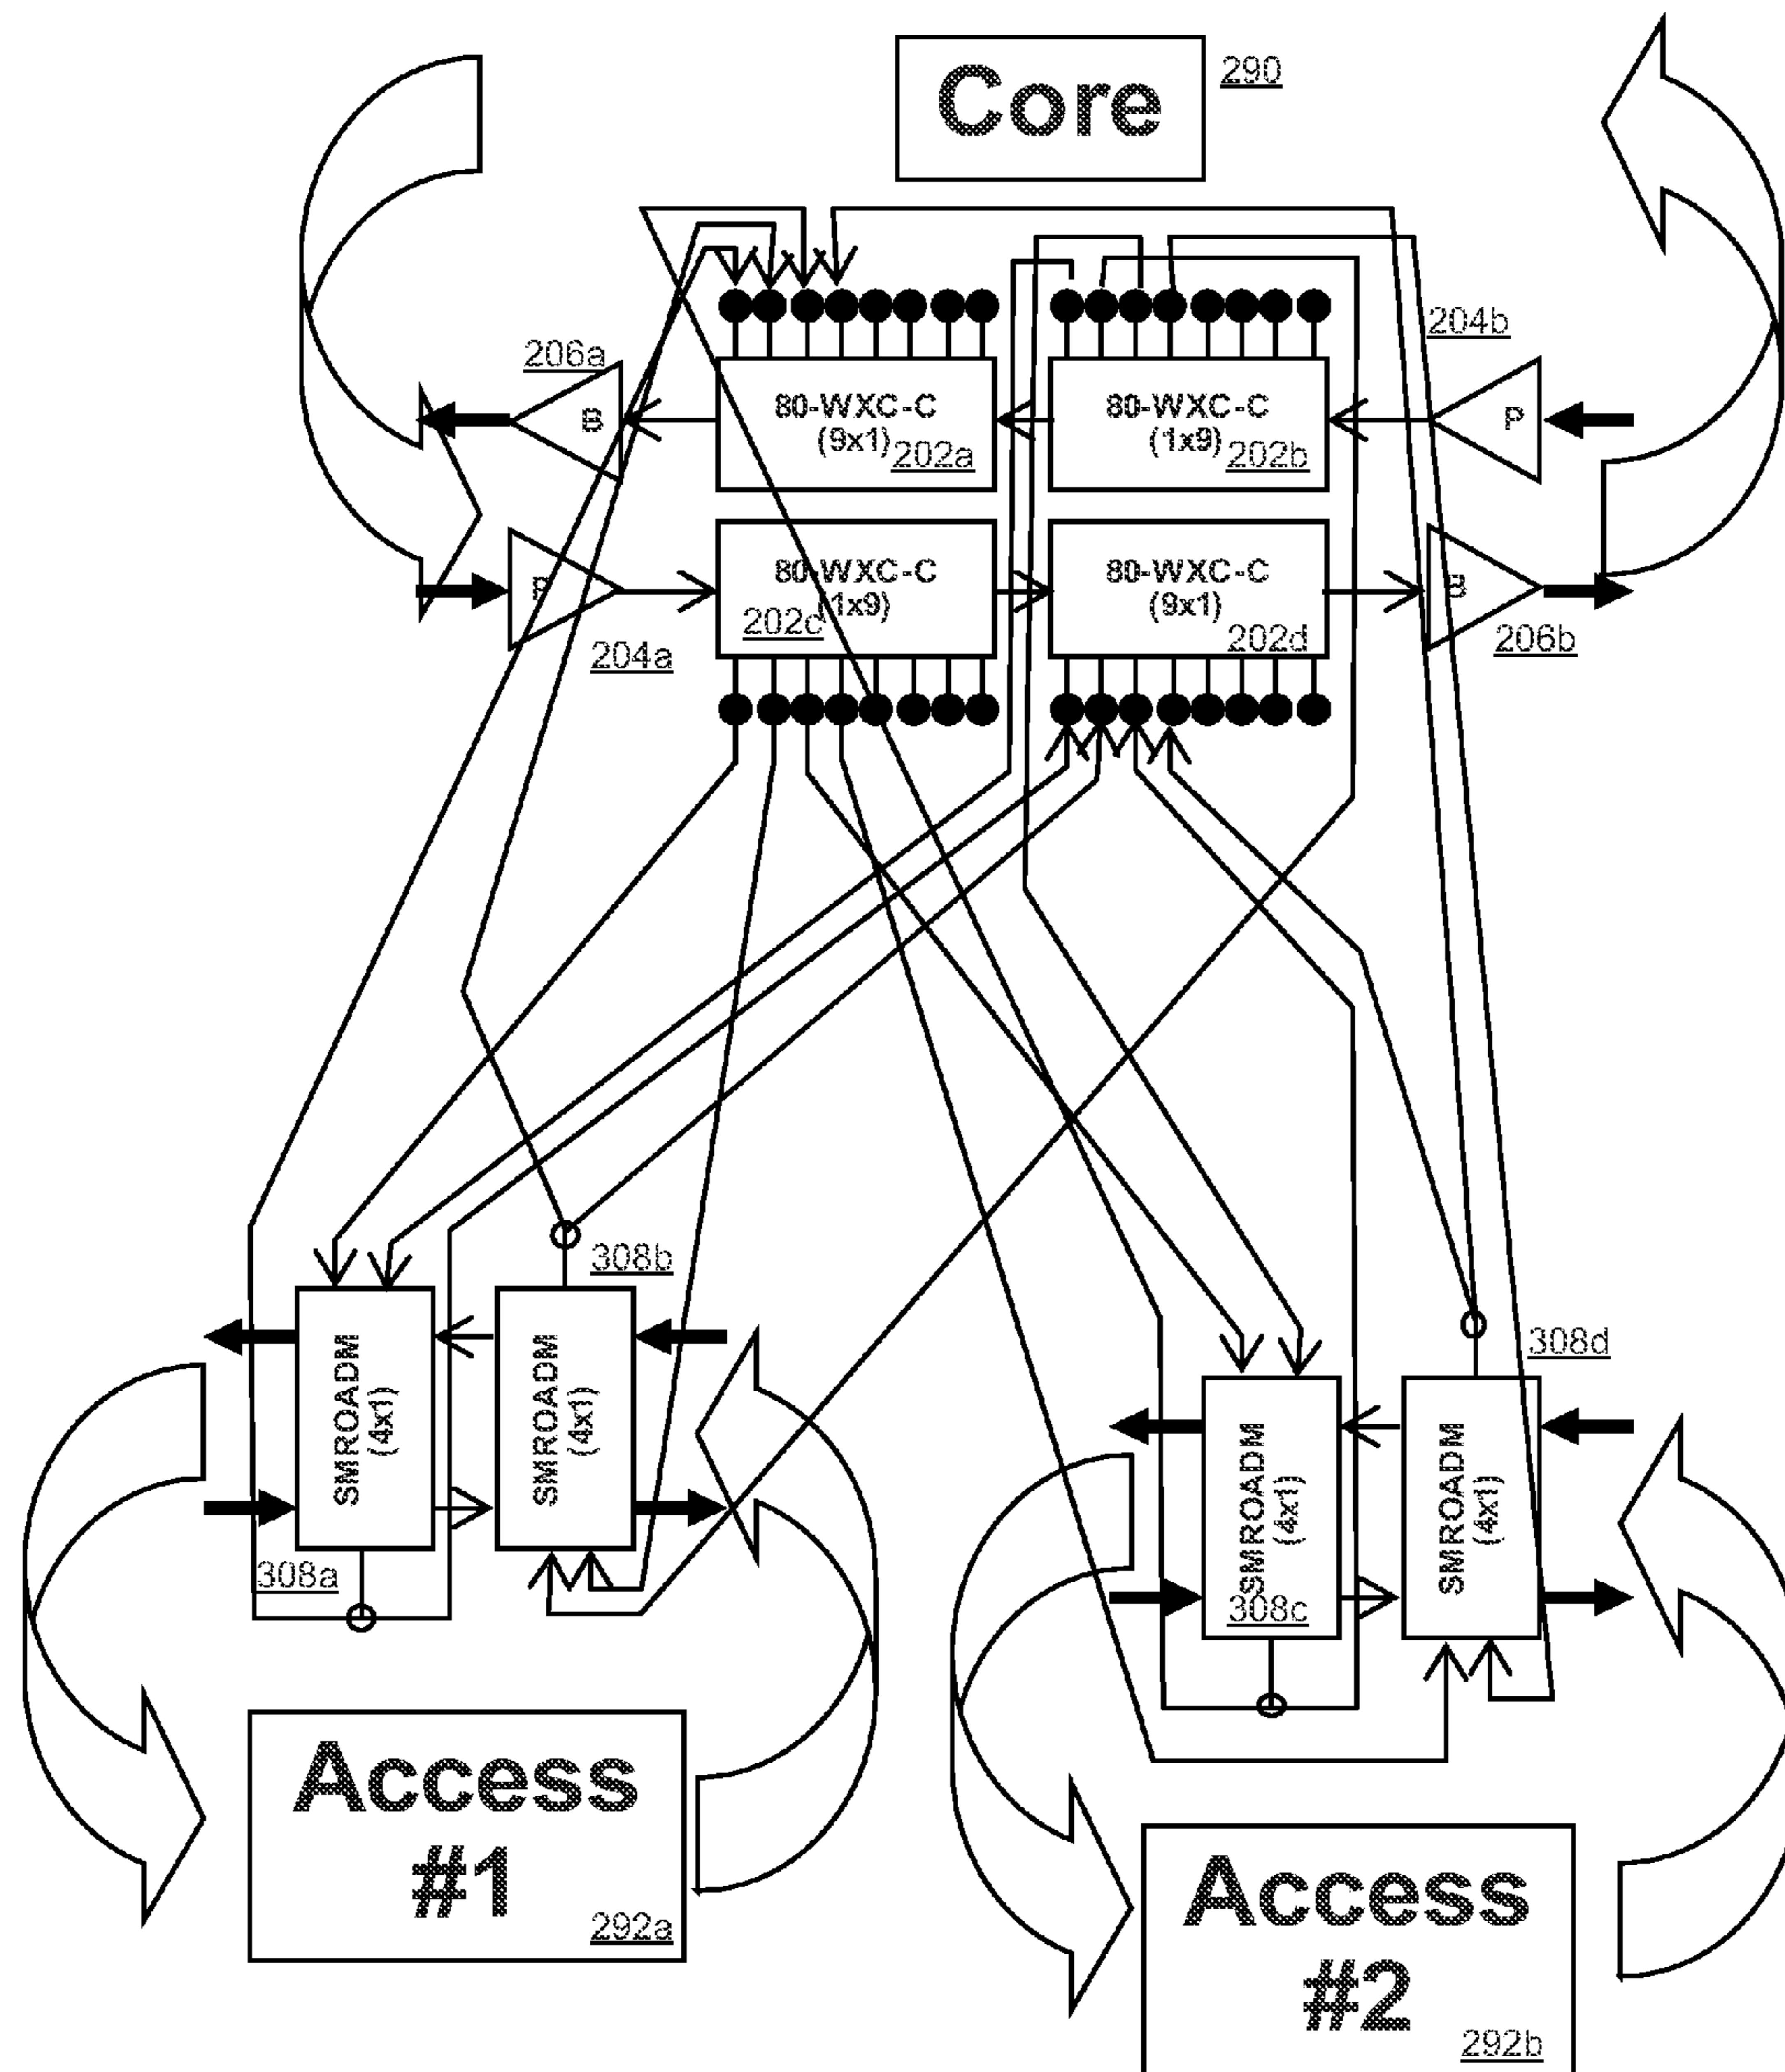 Core
290
204b
206a
B
80-WXC-C
(9x1)
202a
80-WXC-C
(1x9)
202b
P
P
204a
80-WXC-C
(1x9)
202c
80-WXC-C
(9x1)
202d
B
206b
308b
SMROADM
(4x1)
308a
SMROADM
(4x1)
308d
SMROADM
(4x1)
308c
SMROADM
(4x1)
Access
#1
292a
Access
#2
292b